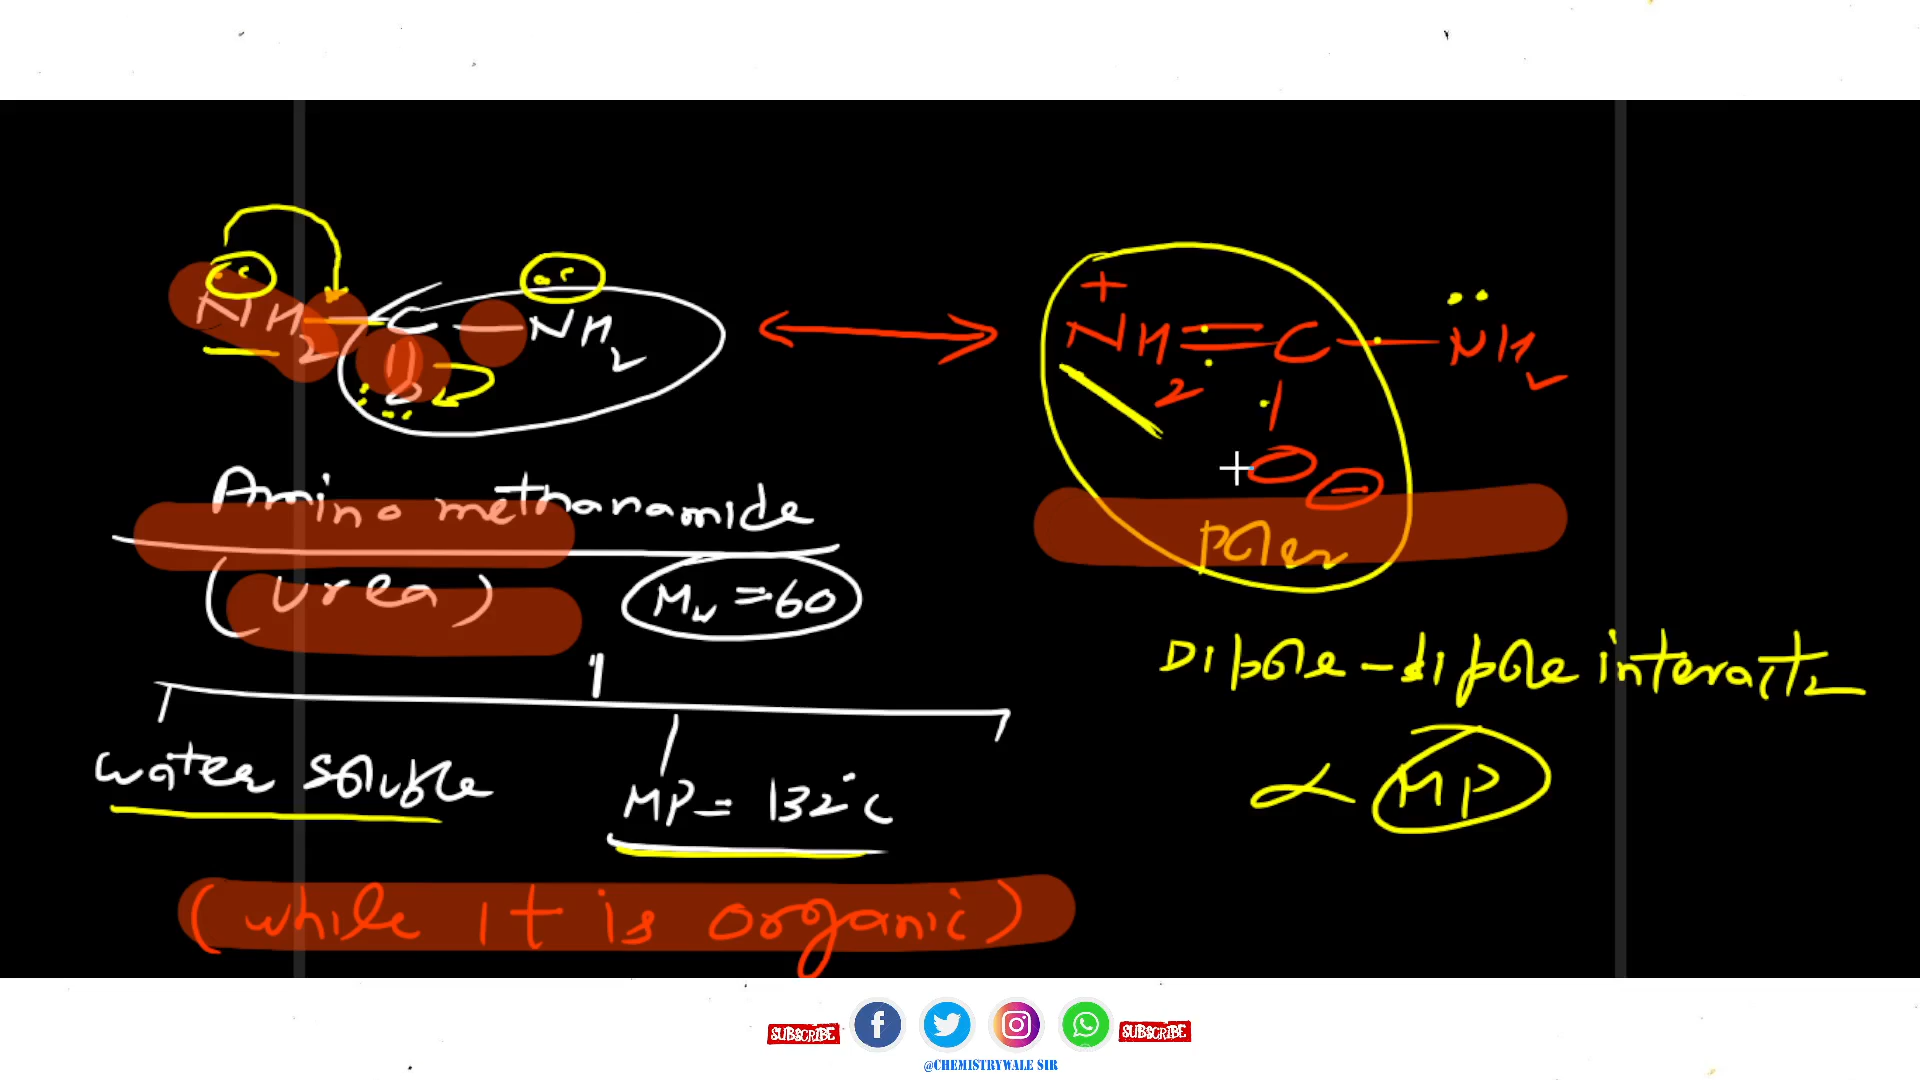 NH2 — C — NH2
||
O
+
NH2 = C — NH2
|
O ⊖
Amino methanamide
Polar
(urea) Mw = 60
Dipole-dipole interactn
water soluble MP = 132°C
∝ MP
(while it is organic)
SUBSCRIBE SUBSCRIBE
@CHEMISTRYWALE SIR